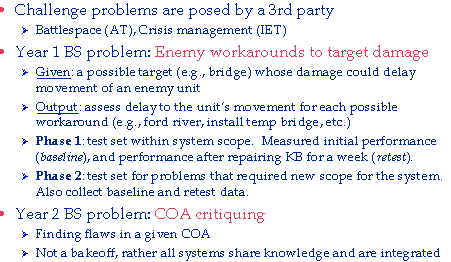 • Challenge problems are posed by a 3rd party
➤ Battlespace (AT), Crisis management (IET)
• Year 1 BS problem: Enemy workarounds to target damage
➤ Given: a possible target (e.g., bridge) whose damage could delay
movement of an enemy unit
➤ Output: assess delay to the unit's movement for each possible
workaround (e.g., ford river, install temp bridge, etc.)
➤ Phase 1: test set within system scope. Measured initial performance
(baseline), and performance after repairing KB for a week (retest).
➤ Phase 2: test set for problems that required new scope for the system.
Also collect baseline and retest data.
• Year 2 BS problem: COA critiquing
➤ Finding flaws in a given COA
➤ Not a bakeoff, rather all systems share knowledge and are integrated